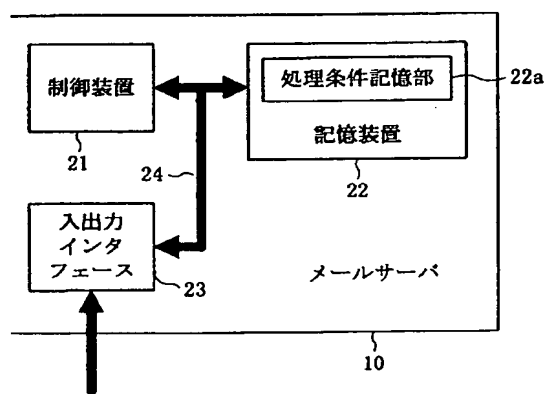 制御装置
21
処理条件記憶部
22a
記憶装置
22
24
入出力
インタ
フェース
23
メールサーバ
10